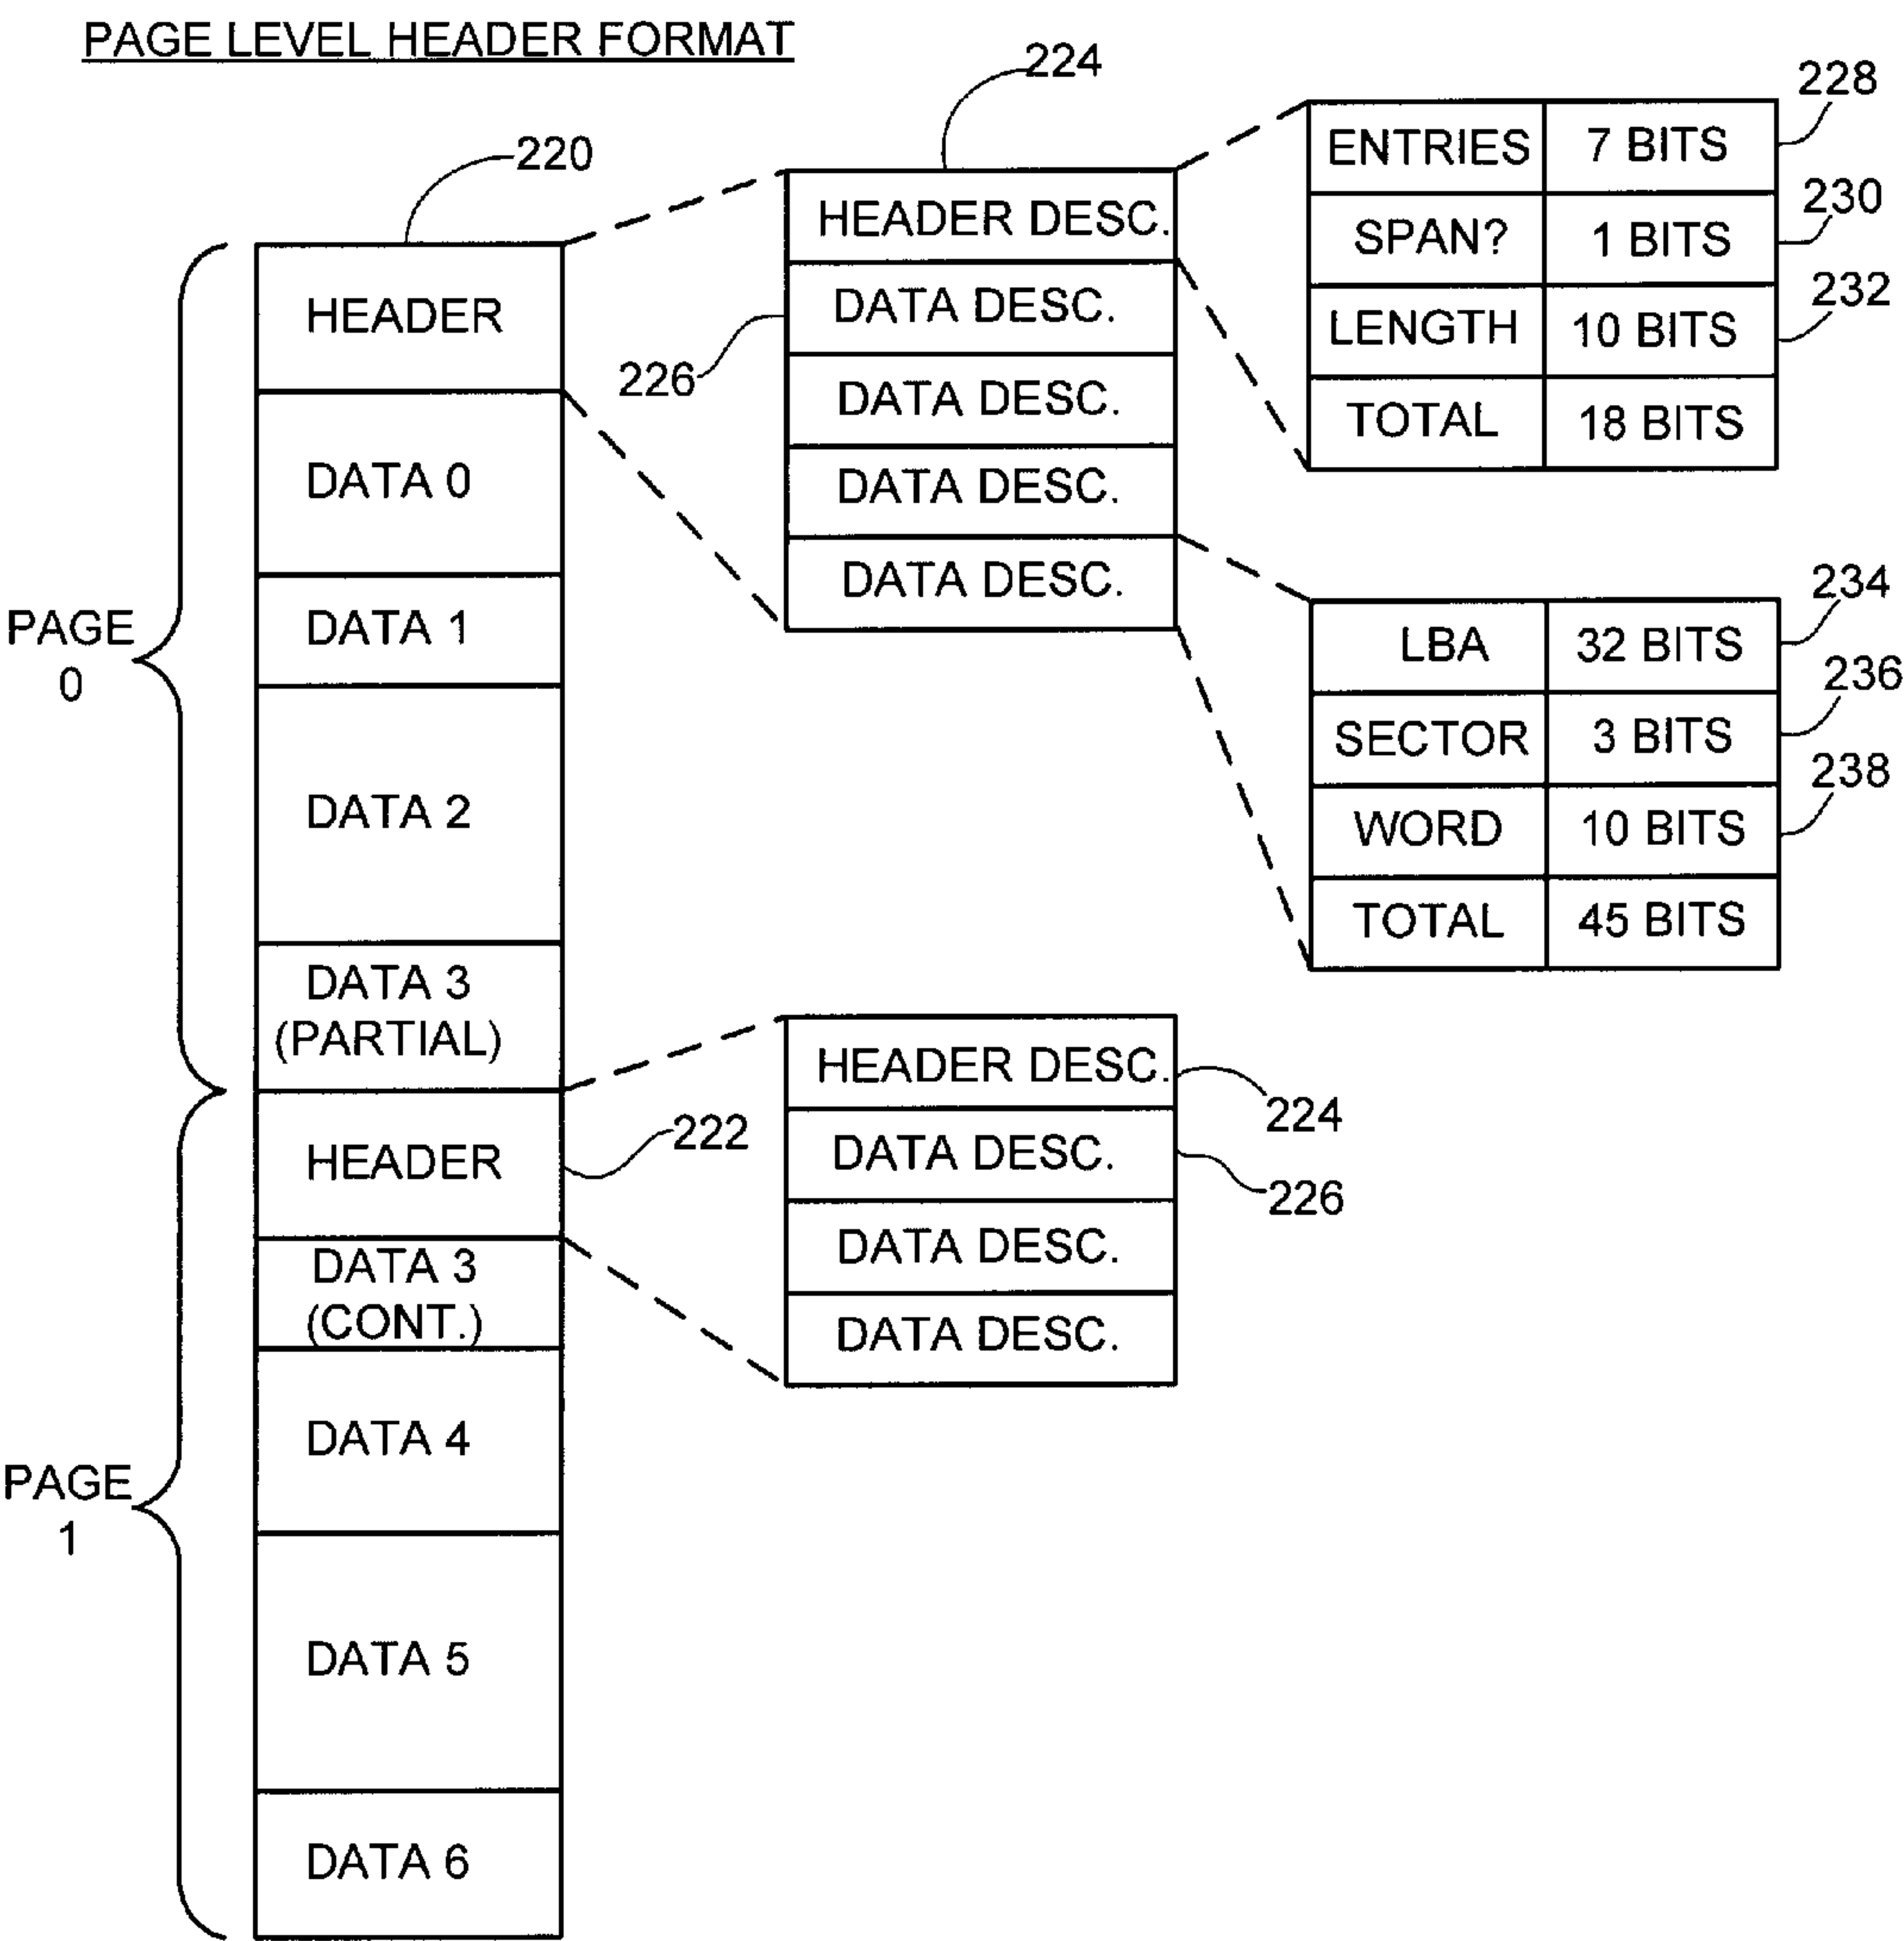 PAGE LEVEL HEADER FORMAT
220
PAGE
0
HEADER
DATA 0
DATA 1
DATA 2
DATA 3
(PARTIAL)
PAGE
1
HEADER
222
DATA 3
(CONT.)
DATA 4
DATA 5
DATA 6
224
226
HEADER DESC.
DATA DESC.
DATA DESC.
DATA DESC.
DATA DESC.
ENTRIES 7 BITS 228
SPAN? 1 BITS 230
LENGTH 10 BITS 232
TOTAL 18 BITS
LBA 32 BITS 234
SECTOR 3 BITS 236
WORD 10 BITS 238
TOTAL 45 BITS
HEADER DESC. 224
DATA DESC. 226
DATA DESC.
DATA DESC.